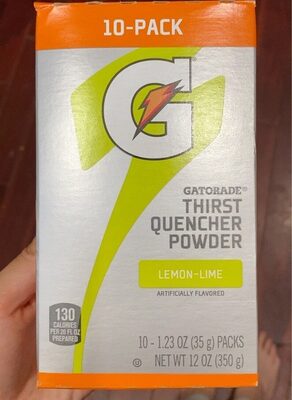 10-PACK
G
GATORADE®
THIRST
QUENCHER
POWDER
LEMON-LIME
ARTIFICIALLY FLAVORED
130
CALORIES
PER 20 FL OZ
PREPARED
10 - 1.23 OZ (35 g) PACKS
U NET WT 12 OZ (350 g)